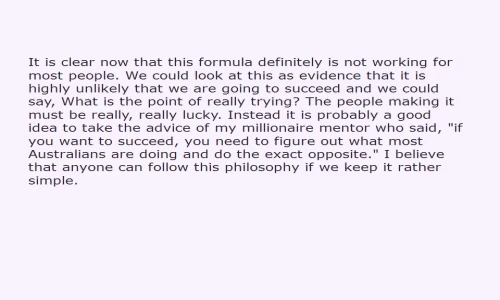 It is clear now that this formula definitely is not working for
most people. We could look at this as evidence that it is
highly unlikely that we are going to succeed and we could
say, What is the point of really trying? The people making it
must be really, really lucky. Instead it is probably a good
idea to take the advice of my millionaire mentor who said, "if
you want to succeed, you need to figure out what most
Australians are doing and do the exact opposite." I believe
that anyone can follow this philosophy if we keep it rather
simple.